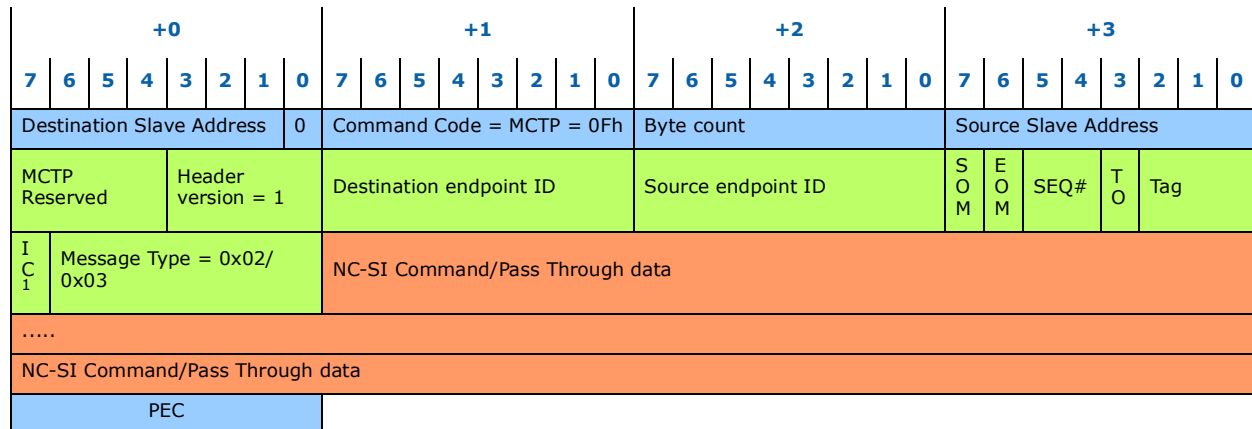 +0 +1 +2 +3
7 6 5 4 3 2 1 0 7 6 5 4 3 2 1 0 7 6 5 4 3 2 1 0 7 6 5 4 3 2 1 0
Destination Slave Address 0 Command Code = MCTP = 0Fh Byte count Source Slave Address
MCTP Reserved Header version = 1 Destination endpoint ID Source endpoint ID SOM EOM SEQ# TO Tag
IC1 Message Type = 0x02/ 0x03 NC-SI Command/Pass Through data
.....
NC-SI Command/Pass Through data
PEC